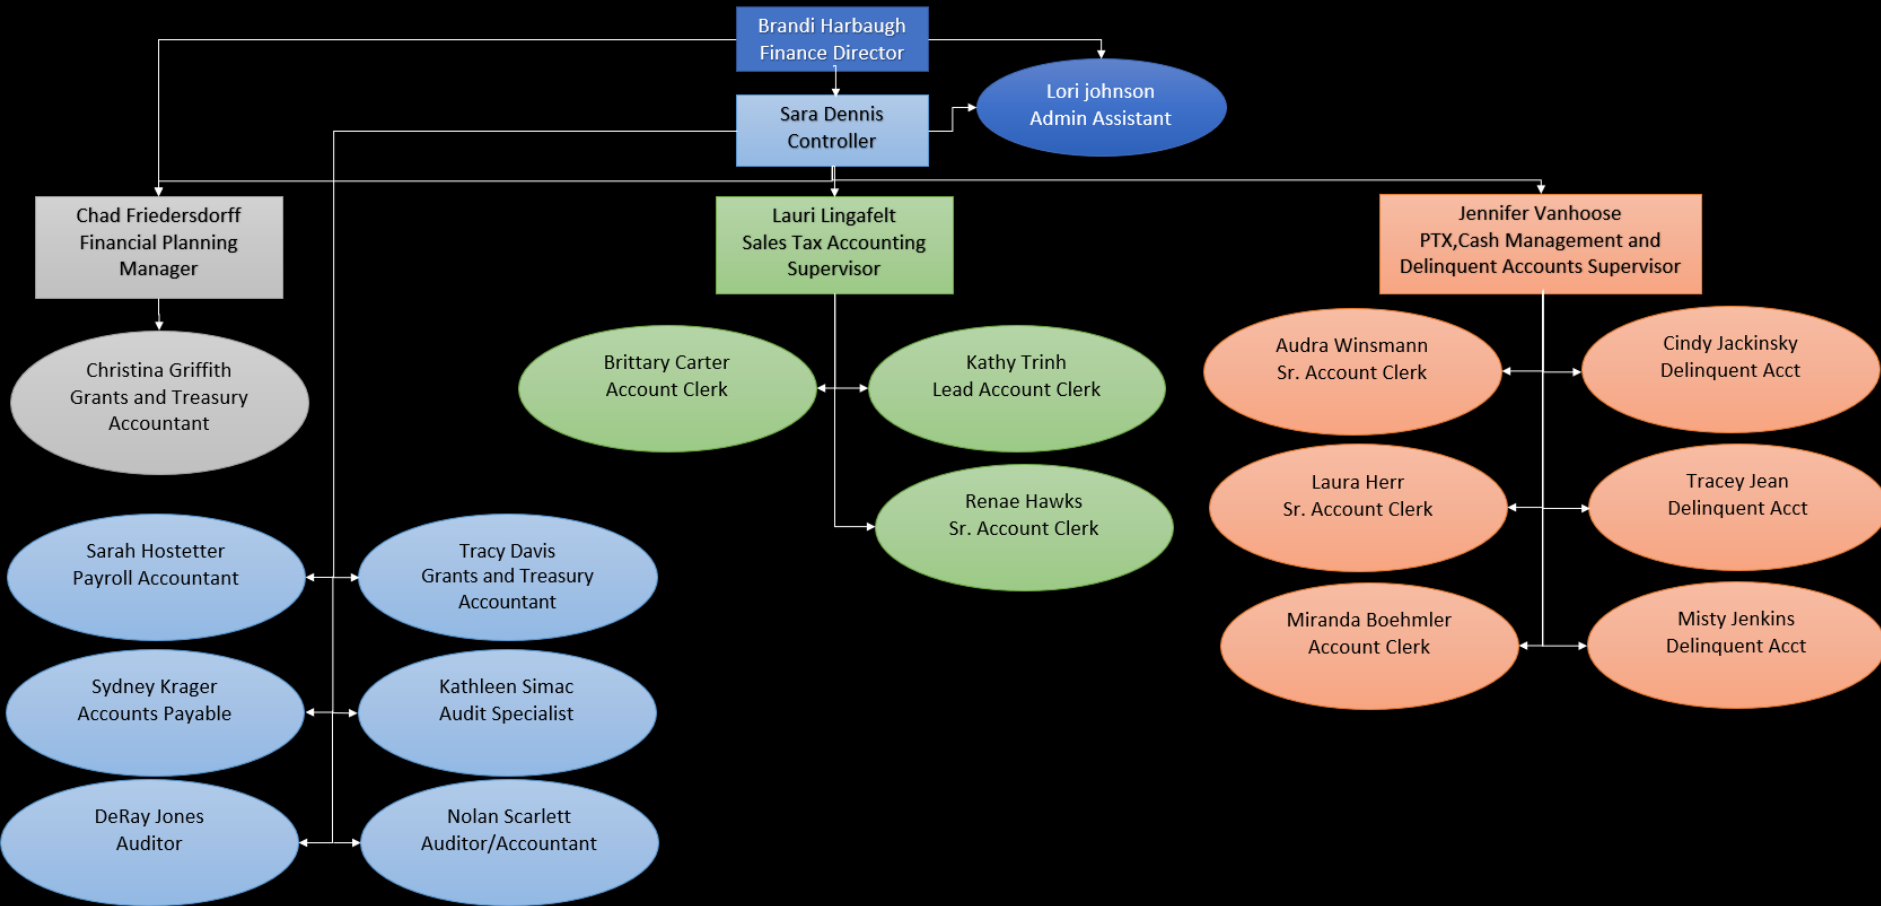 Brandi Harbaugh
Finance Director
Sara Dennis
Controller
Lori johnson
Admin Assistant
Chad Friedersdorff
Financial Planning
Manager
Lauri Lingafelt
Sales Tax Accounting
Supervisor
Jennifer Vanhoose
PTX,Cash Management and
Delinquent Accounts Supervisor
Christina Griffith
Grants and Treasury
Accountant
Brittary Carter
Account Clerk
Kathy Trinh
Lead Account Clerk
Renae Hawks
Sr. Account Clerk
Audra Winsmann
Sr. Account Clerk
Cindy Jackinsky
Delinquent Acct
Laura Herr
Sr. Account Clerk
Tracey Jean
Delinquent Acct
Miranda Boehmler
Account Clerk
Misty Jenkins
Delinquent Acct
Sarah Hostetter
Payroll Accountant
Tracy Davis
Grants and Treasury
Accountant
Sydney Krager
Accounts Payable
Kathleen Simac
Audit Specialist
DeRay Jones
Auditor
Nolan Scarlett
Auditor/Accountant